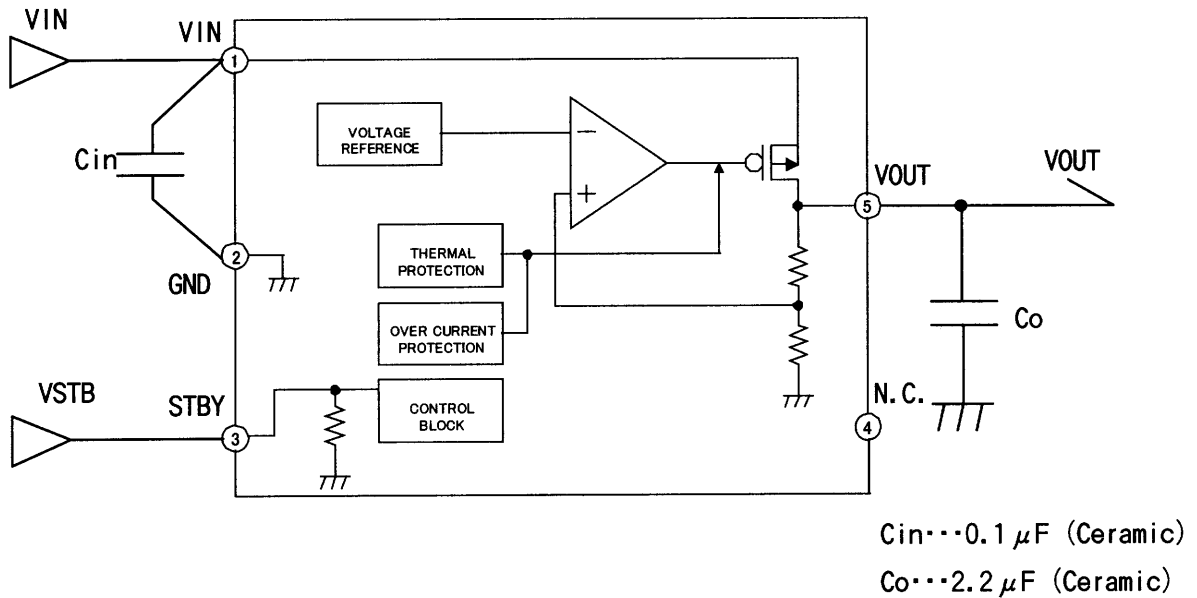 VIN
VIN
1
VOLTAGE
REFERENCE
−
+
Cin
VOUT
VOUT
5
2
GND
THERMAL
PROTECTION
OVER CURRENT
PROTECTION
Co
VSTB
STBY
3
CONTROL
BLOCK
N.C.
4
Cin···0.1μF (Ceramic)
Co···2.2μF (Ceramic)